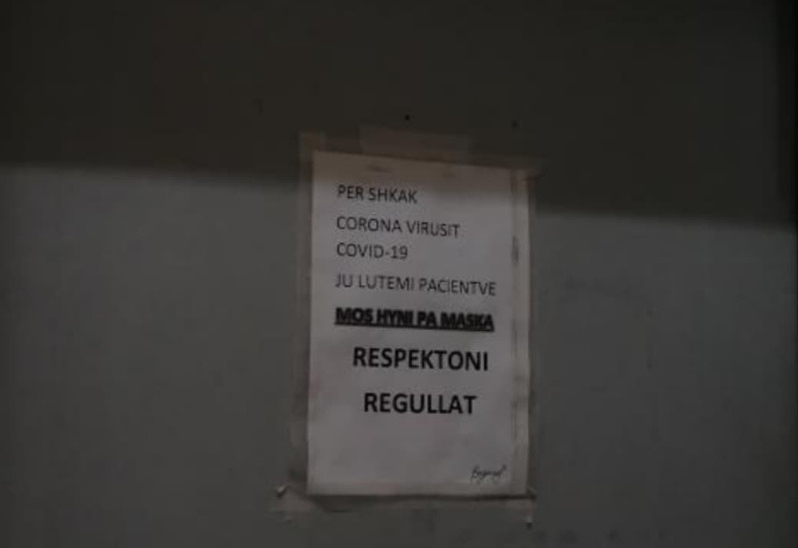 PER SHKAK
CORONA VIRUSIT
COVID-19
JU LUTEMI PACIENTVE
MOS HYNI PA MASKA
RESPEKTONI
REGULLAT